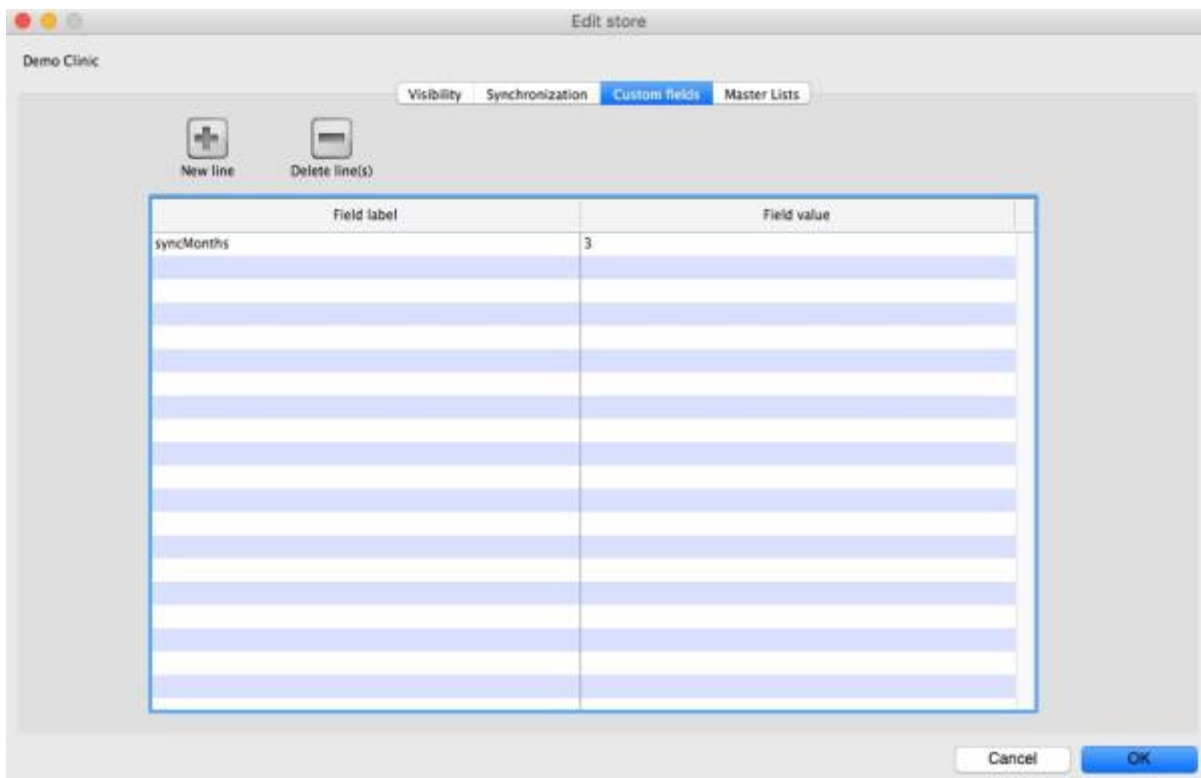 Edit store
Demo Clinic
Visibility Synchronization Custom fields Master Lists
New line Delete line(s)
Field label Field value
syncMonths 3
Cancel OK